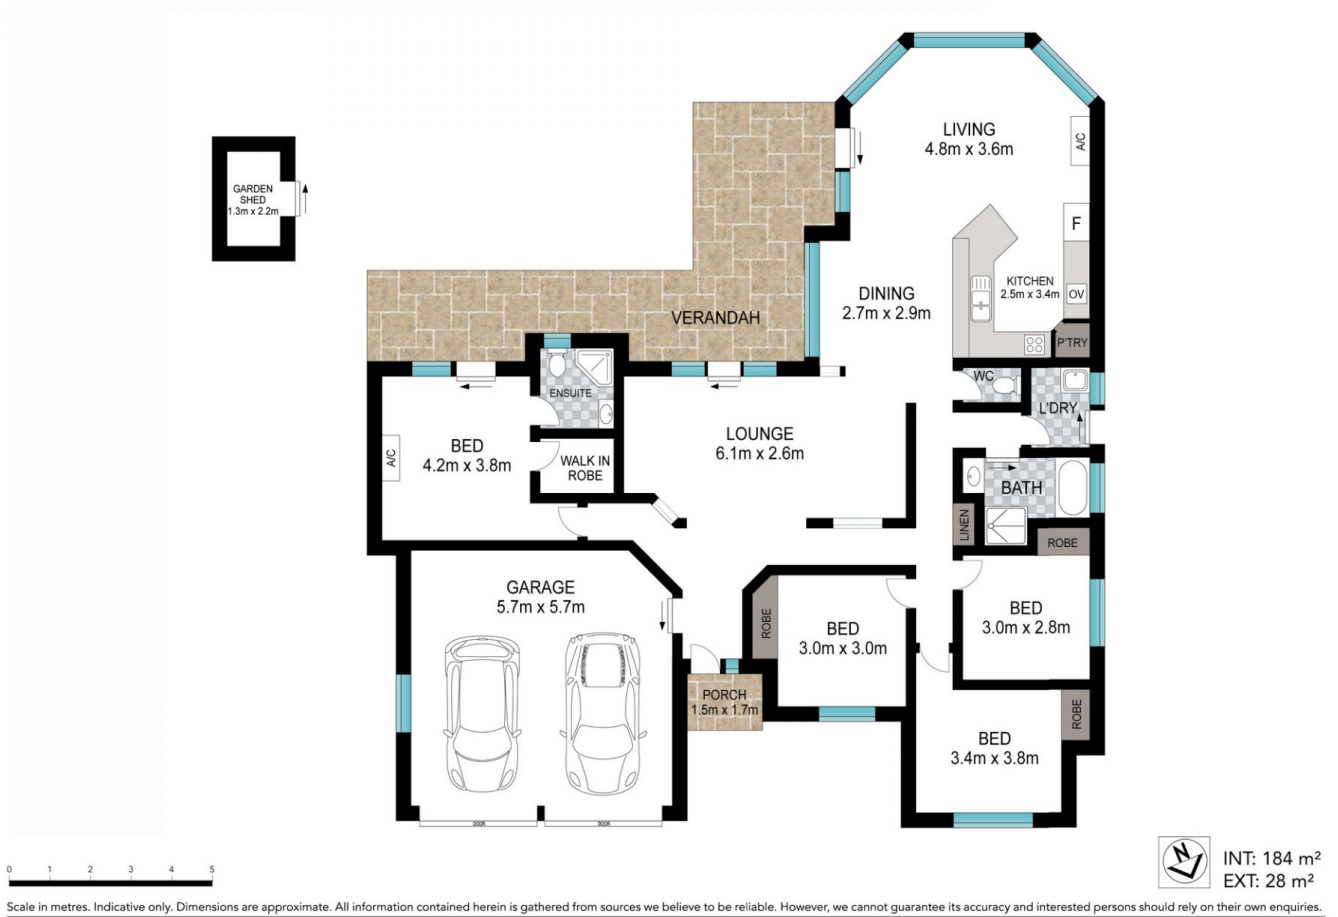 LIVING
4.8m x 3.6m
A/C
GARDEN
SHED
1.3m x 2.2m
F
KITCHEN
2.5m x 3.4m
OV
DINING
2.7m x 2.9m
VERANDAH
P'TRY
WC
ENSUITE
L'DRY
LOUNGE
6.1m x 2.6m
BED
4.2m x 3.8m
A/C
WALK IN
ROBE
BATH
LINEN
ROBE
GARAGE
5.7m x 5.7m
BED
3.0m x 2.8m
ROBE
BED
3.0m x 3.0m
PORCH
1.5m x 1.7m
ROBE
BED
3.4m x 3.8m
DOOR
DOOR
N
INT: 184 m²
EXT: 28 m²
0 1 2 3 4 5
Scale in metres. Indicative only. Dimensions are approximate. All information contained herein is gathered from sources we believe to be reliable. However, we cannot guarantee its accuracy and interested persons should rely on their own enquiries.